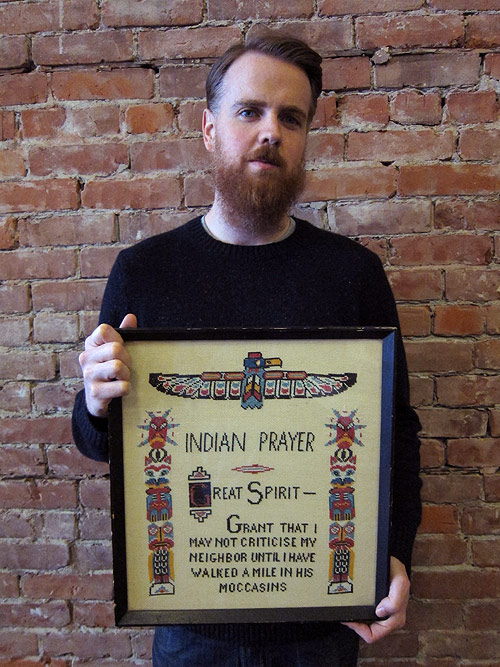 INDIAN PRAYER
GREAT SPIRIT—
GRANT THAT I
MAY NOT CRITICISE MY
NEIGHBOR UNTIL I HAVE
WALKED A MILE IN HIS
MOCCASINS